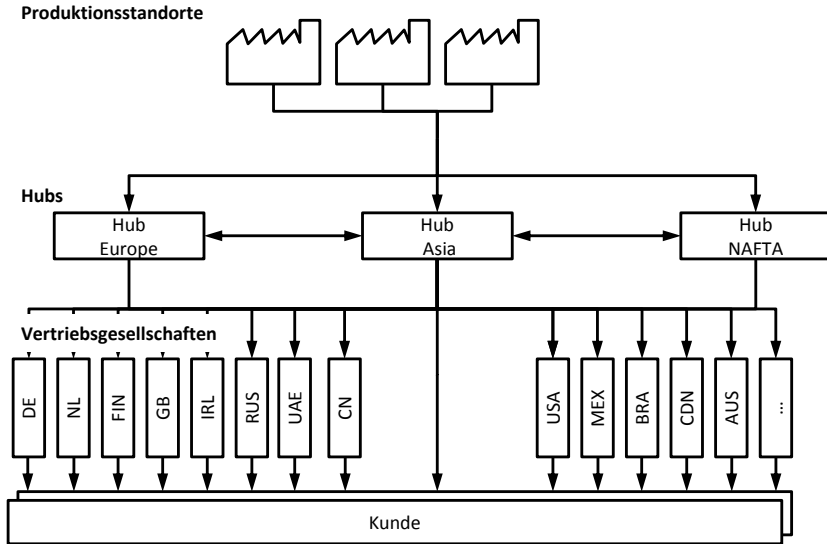 Produktionsstandorte
Hubs
Hub
Europe
Hub
Asia
Hub
NAFTA
Vertriebsgesellschaften
DE
NL
FIN
GB
IRL
RUS
UAE
CN
USA
MEX
BRA
CDN
AUS
...
Kunde